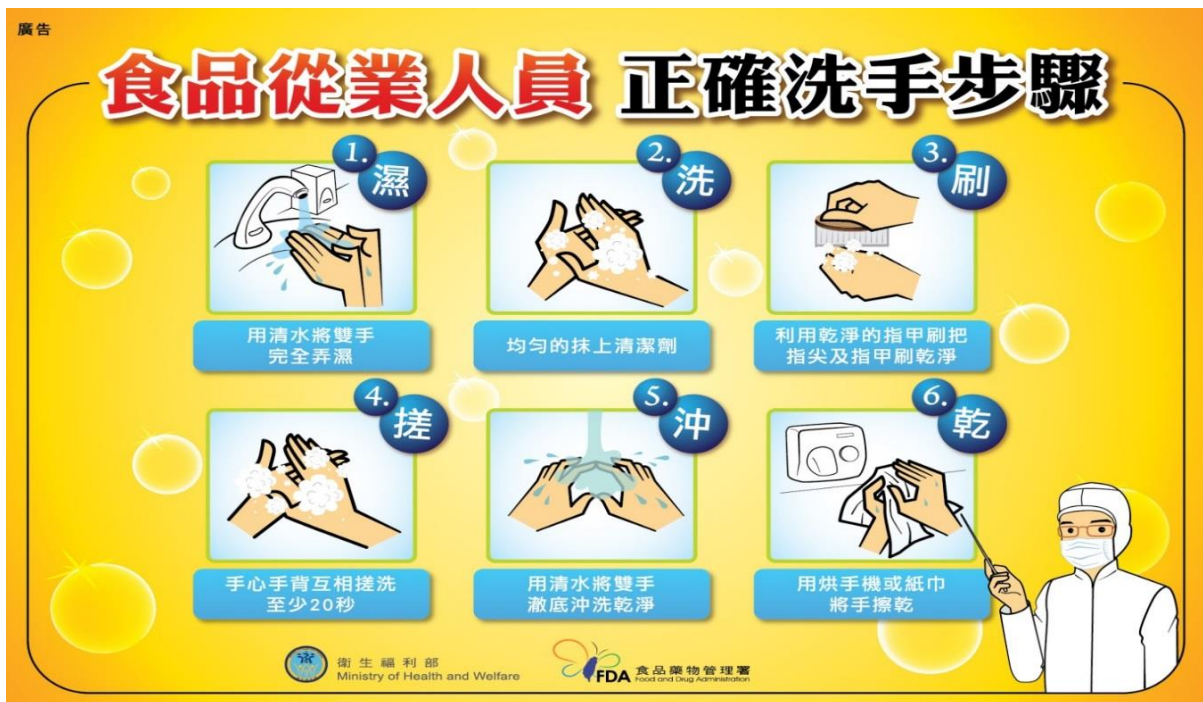 廣告
食品從業人員 正確洗手步驟
1. 濕
用清水將雙手
完全弄濕
2. 洗
均勻的抹上清潔劑
3. 刷
利用乾淨的指甲刷把
指尖及指甲刷乾淨
4. 搓
手心手背互相搓洗
至少20秒
5. 沖
用清水將雙手
澈底沖洗乾淨
6. 乾
用烘手機或紙巾
將手擦乾
衛生福利部
Ministry of Health and Welfare
FDA 食品藥物管理署
Food and Drug Administration